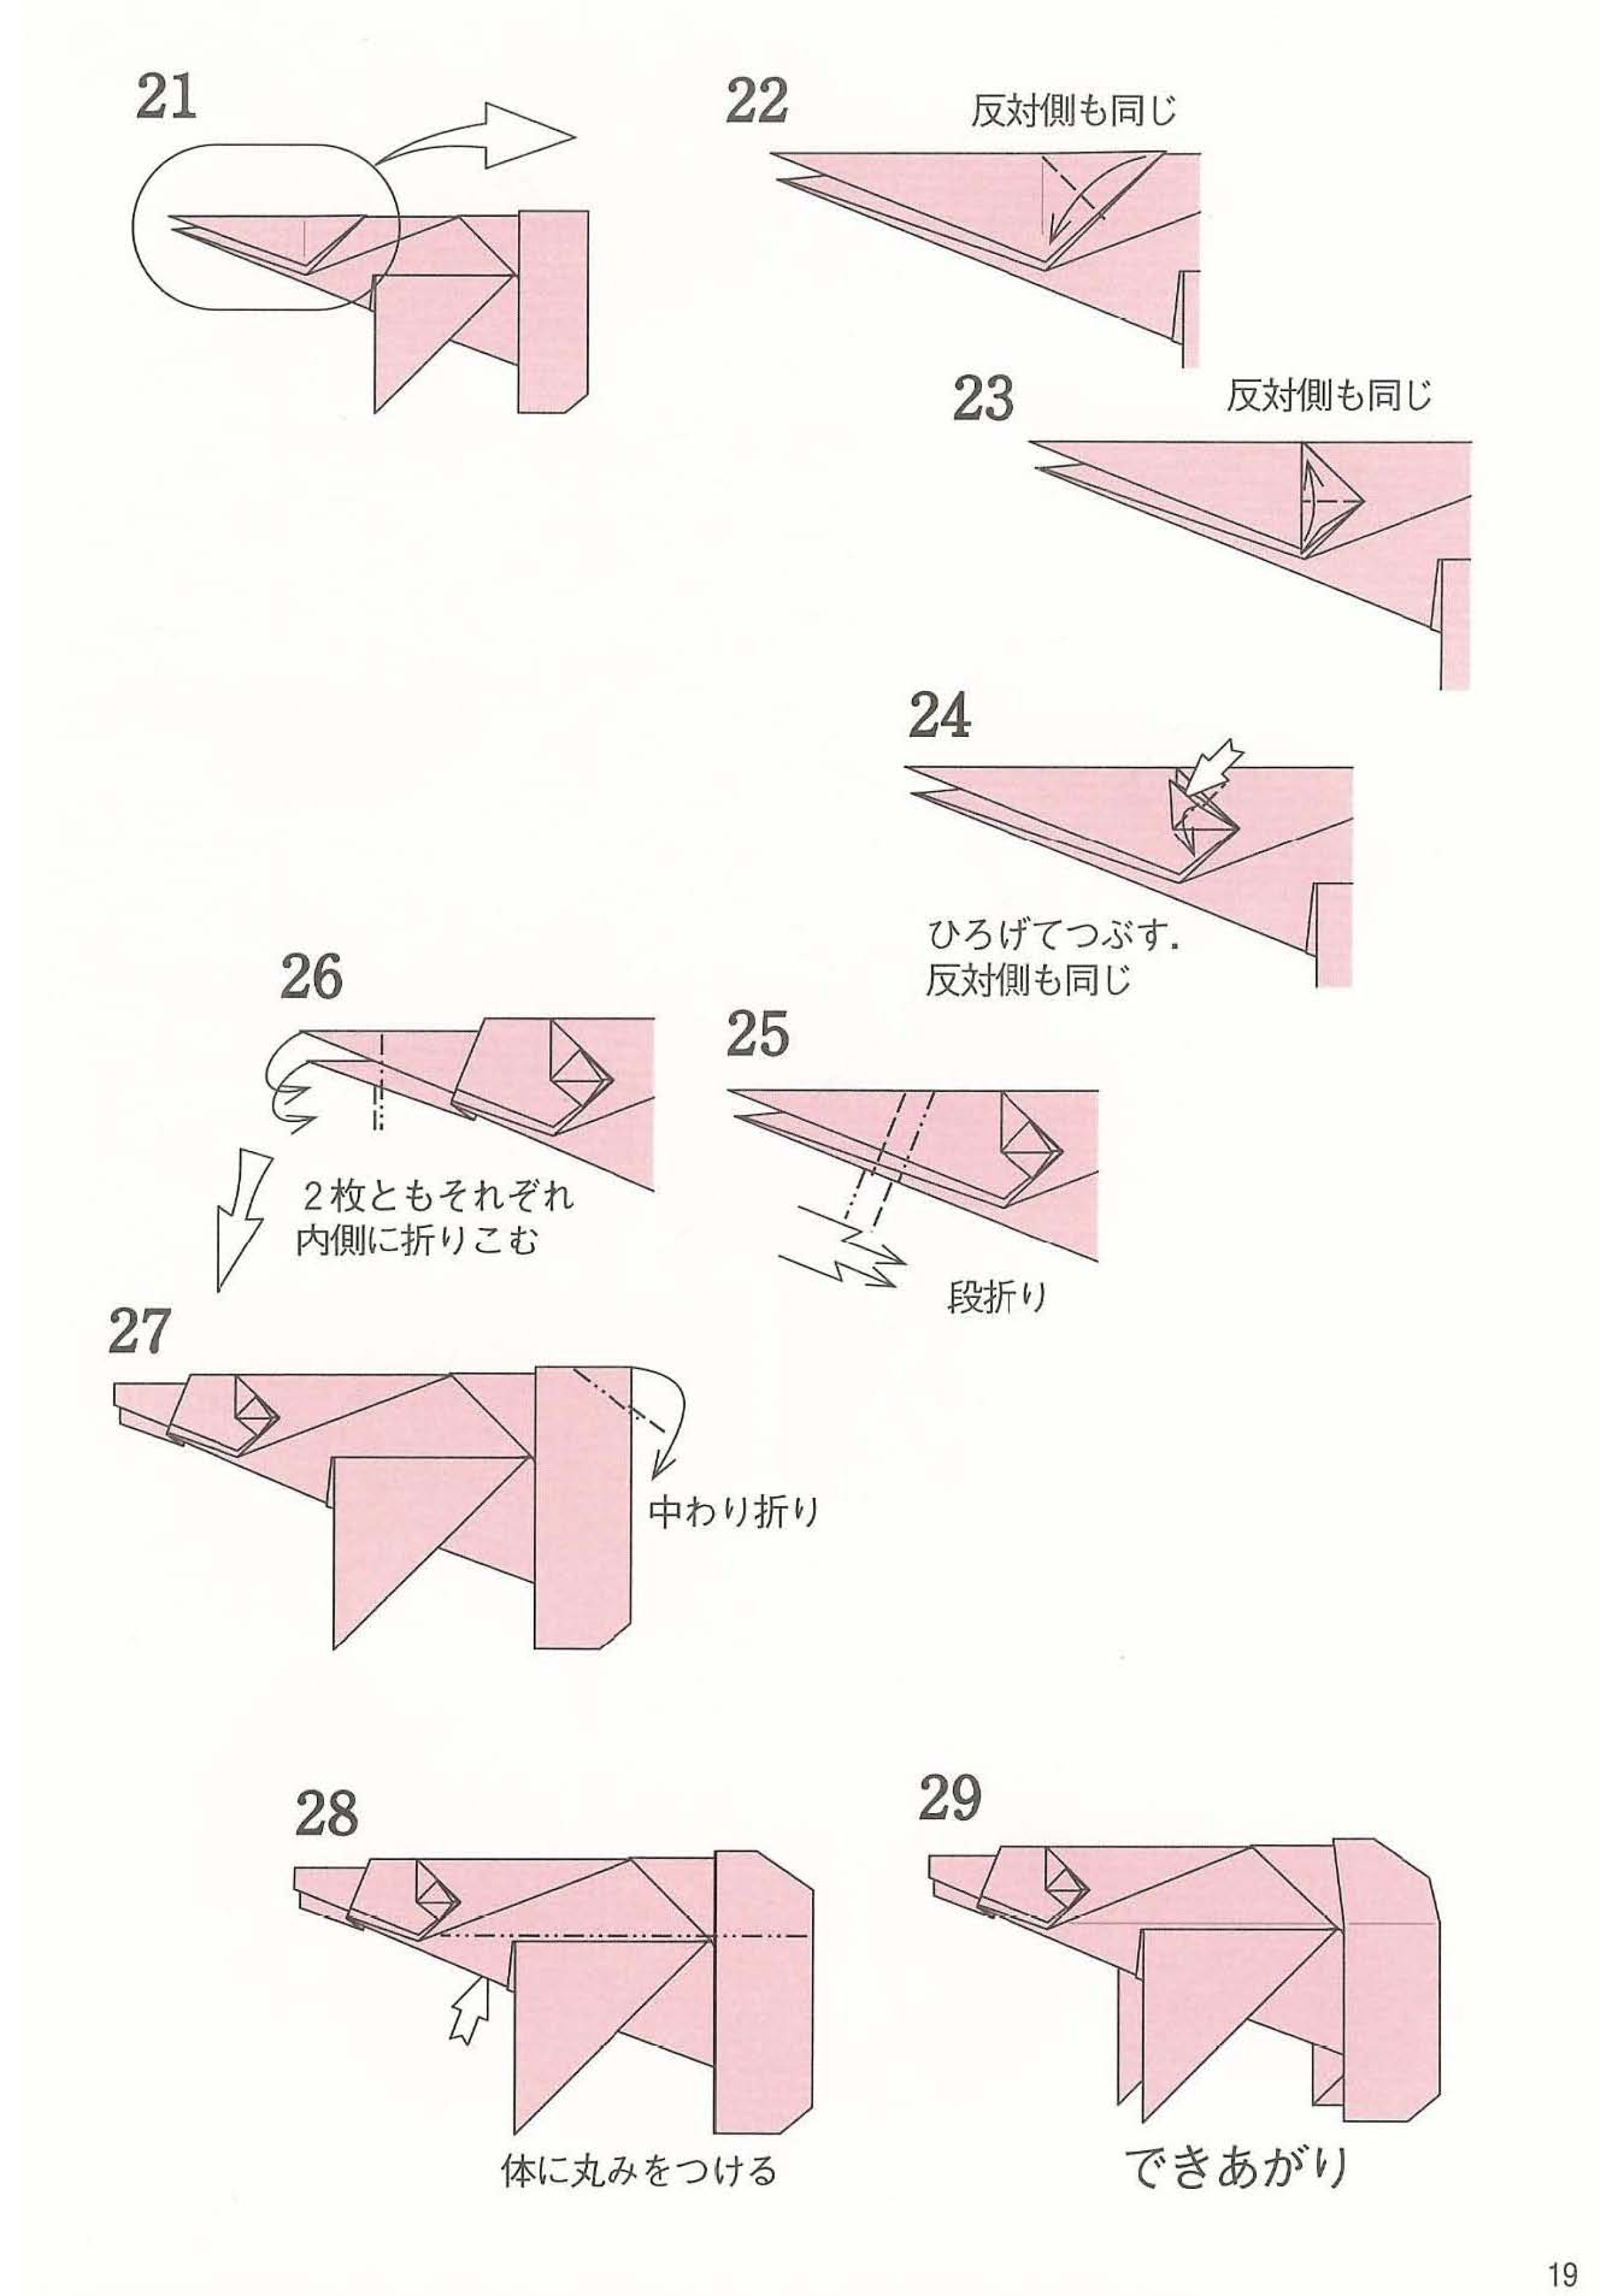 21
22
反対側も同じ
23
反対側も同じ
24
ひろげてつぶす.
反対側も同じ
25
段折り
26
2枚ともそれぞれ
内側に折りこむ
27
中わり折り
28
体に丸みをつける
29
できあがり
19